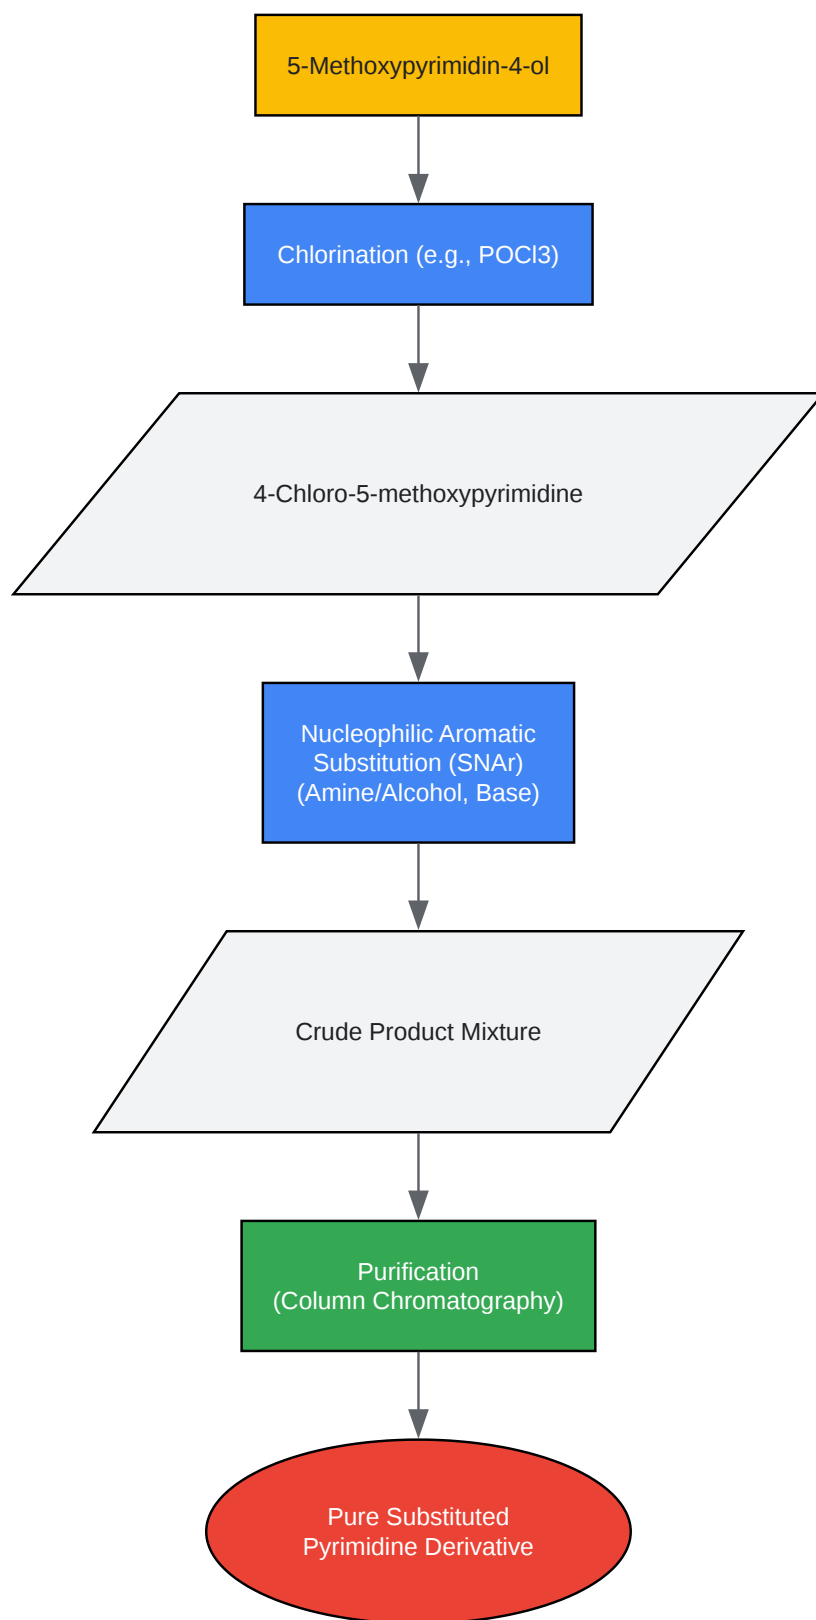 5-Methoxypyrimidin-4-ol
Chlorination (e.g., POCl3)
4-Chloro-5-methoxypyrimidine
Nucleophilic Aromatic
Substitution (SNAr)
(Amine/Alcohol, Base)
Crude Product Mixture
Purification
(Column Chromatography)
Pure Substituted
Pyrimidine Derivative